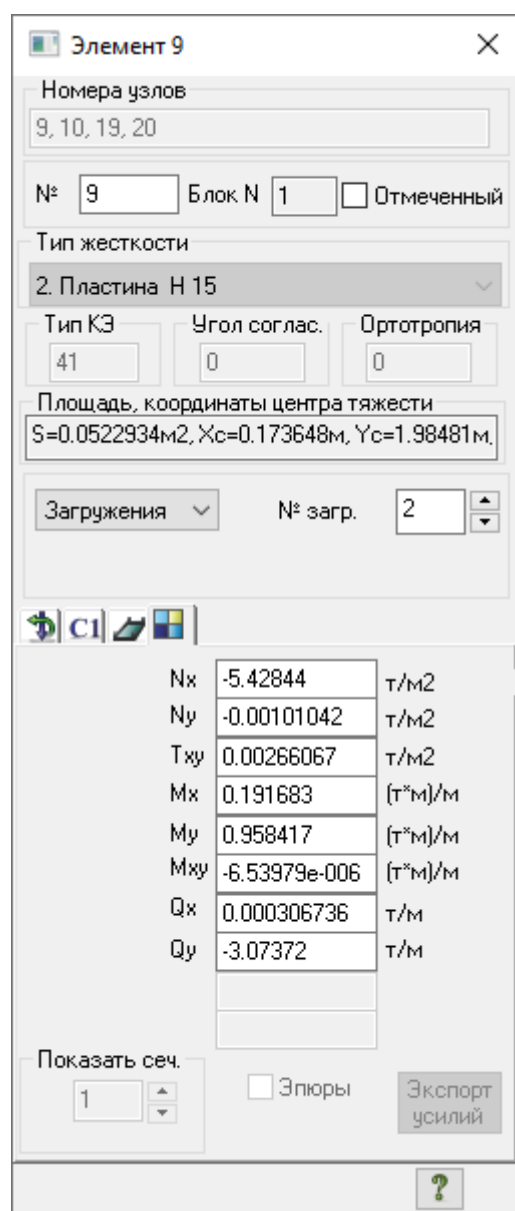 Элемент 9
Номера узлов
9, 10, 19, 20
№ 9 Блок N 1 Отмеченный
Тип жесткости
2. Пластина H 15
Тип КЭ Угол соглас. Ортотропия
41 0 0
Площадь, координаты центра тяжести
S=0.0522934м2, Xc=0.173648м, Yc=1.98481м,
Загружения № загр. 2
C1
Nx -5.42844 т/м2
Ny -0.00101042 т/м2
Txy 0.00266067 т/м2
Mx 0.191683 (т*м)/м
My 0.958417 (т*м)/м
Mxy -6.53979e-006 (т*м)/м
Qx 0.000306736 т/м
Qy -3.07372 т/м
Показать сеч.
1 Эпюры Экспорт усилий
?